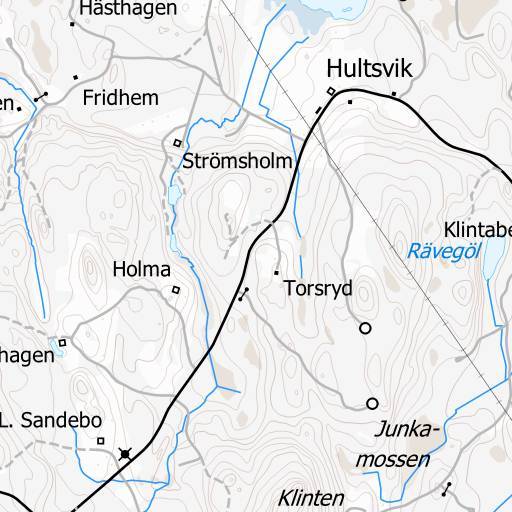 Hästhagen
Hultsvik
Fridhem
Strömsholm
Klintabe
Rävegöl
Holma
Torsryd
hagen
L. Sandebo
Junka-
mossen
Klinten